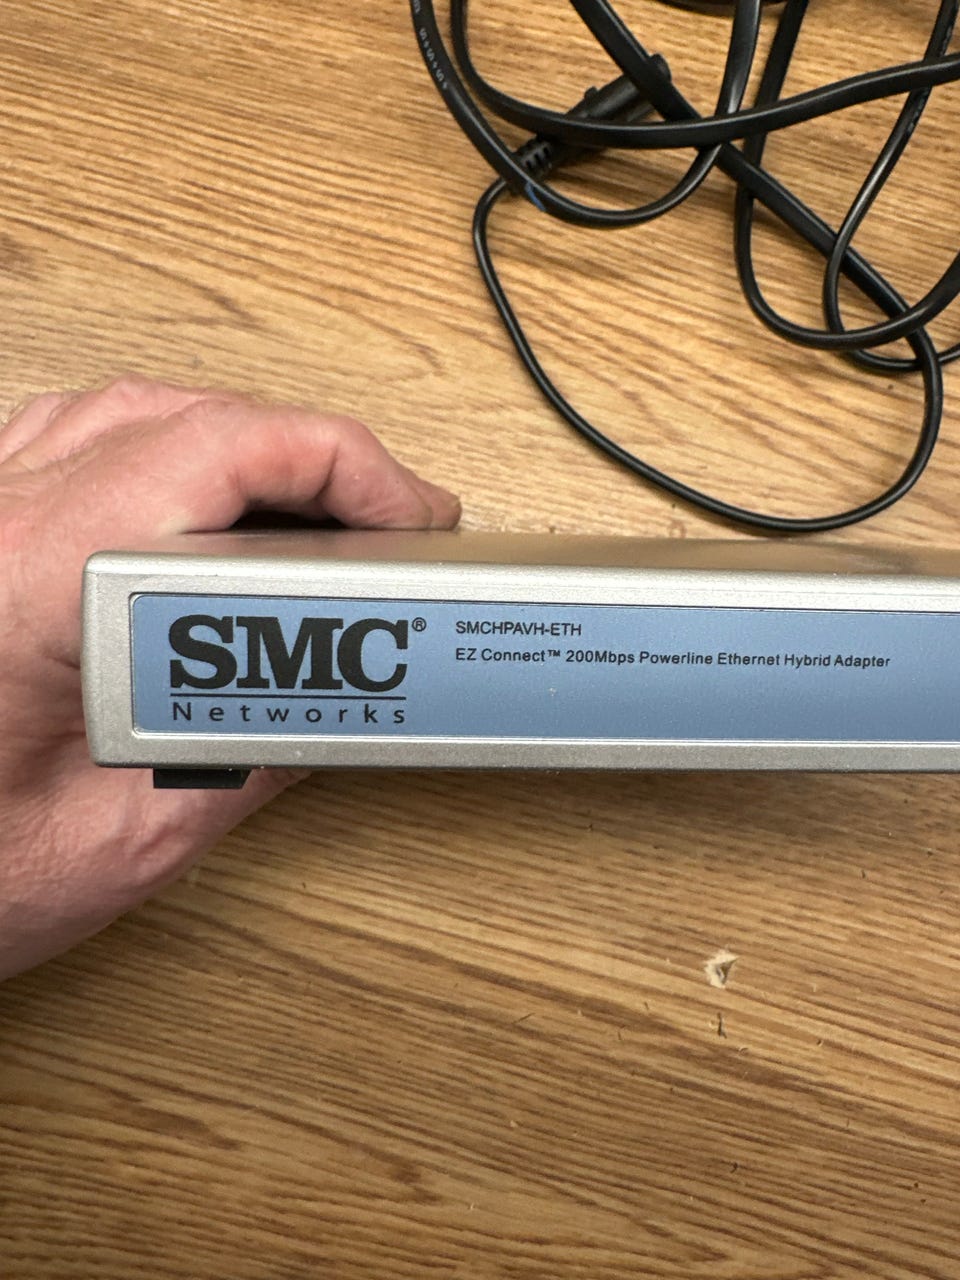 SMC®
Networks
SMCHPAVH-ETH
EZ Connect™ 200Mbps Powerline Ethernet Hybrid Adapter